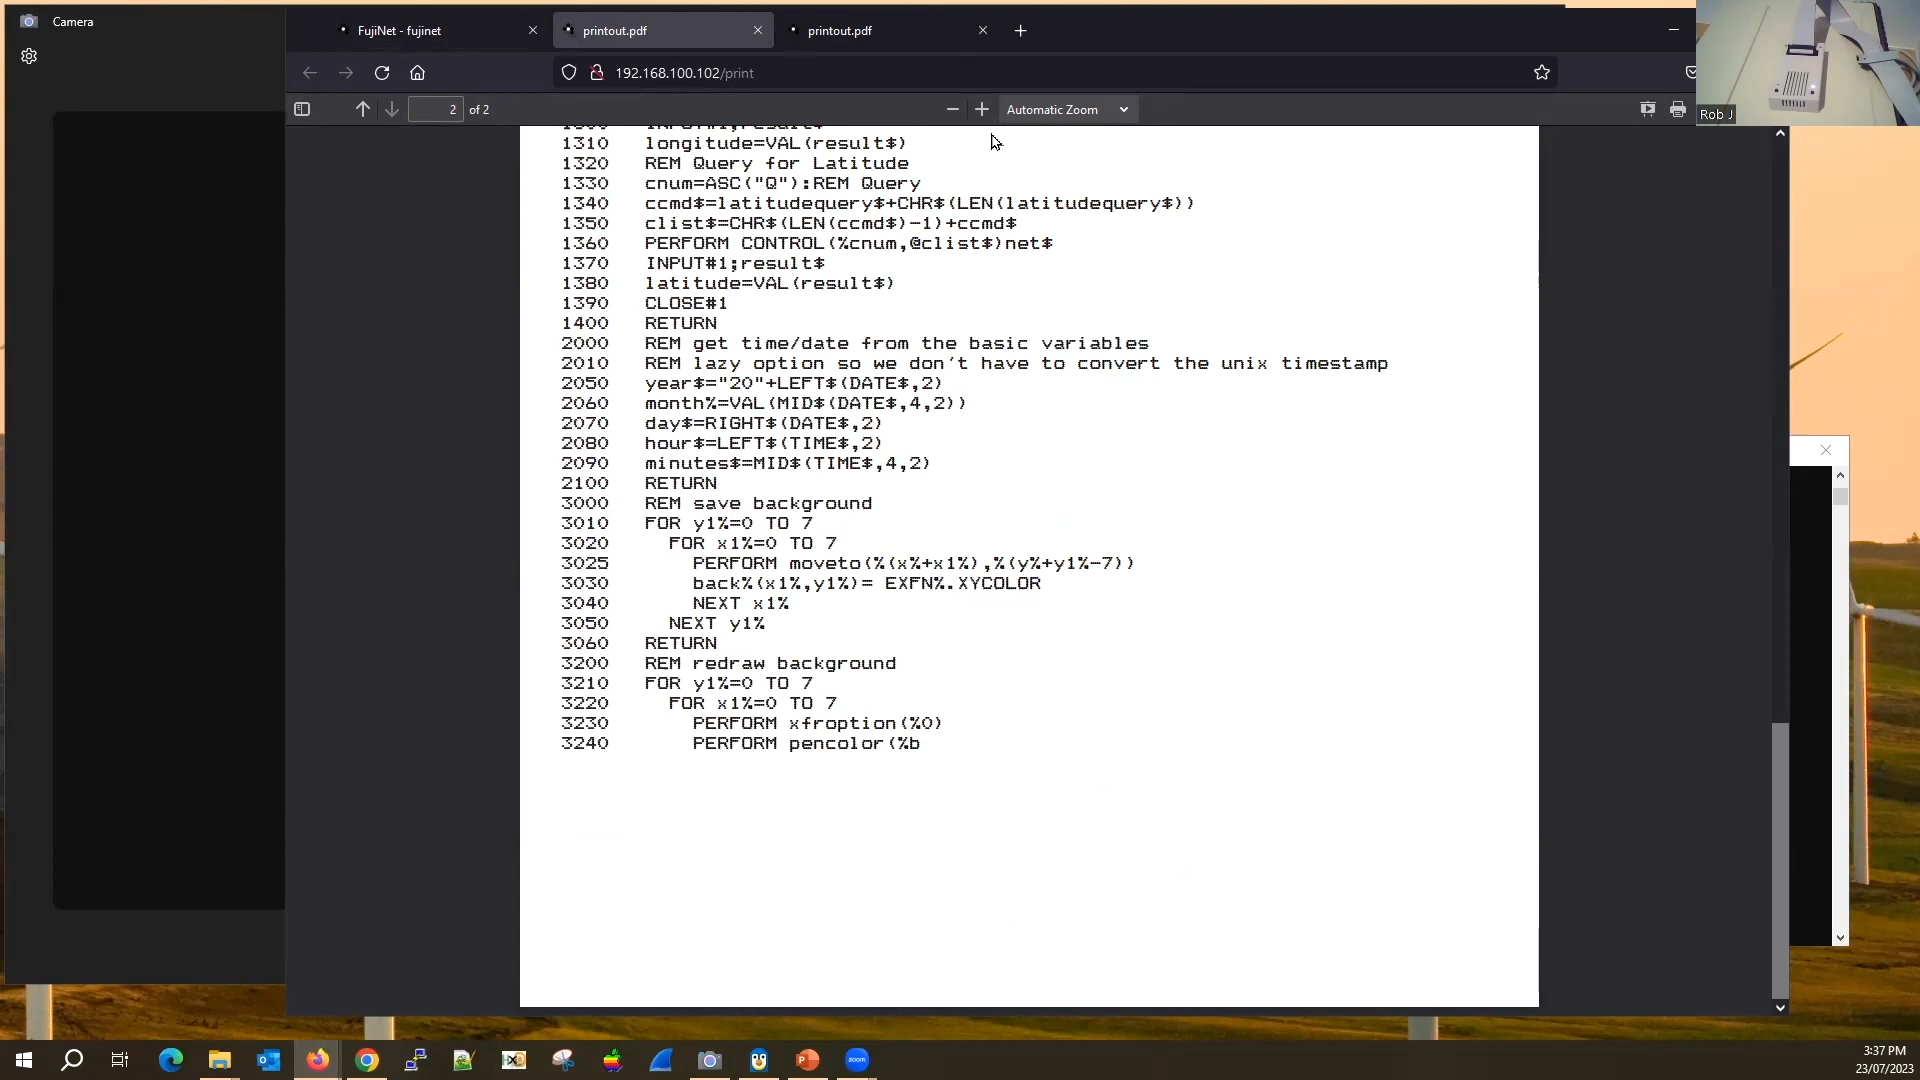 Camera
FujiNet - fujinet
printout.pdf
printout.pdf
192.168.100.102/print
2 of 2
Automatic Zoom
Rob J
1310 longitude=VAL(result$)
1320 REM Query for Latitude
1330 cnum=ASC("Q"):REM Query
1340 ccmd$=latitudequery$+CHR$(LEN(latitudequery$))
1350 clist$=CHR$(LEN(ccmd$)-1)+ccmd$
1360 PERFORM CONTROL(%cnum,@clist$)net$
1370 INPUT#1;result$
1380 latitude=VAL(result$)
1390 CLOSE#1
1400 RETURN
2000 REM get time/date from the basic variables
2010 REM lazy option so we don't have to convert the unix timestamp
2050 year$="20"+LEFT$(DATE$,2)
2060 month%=VAL(MID$(DATE$,4,2))
2070 day$=RIGHT$(DATE$,2)
2080 hour$=LEFT$(TIME$,2)
2090 minutes$=MID$(TIME$,4,2)
2100 RETURN
3000 REM save background
3010 FOR y1%=0 TO 7
3020 FOR x1%=0 TO 7
3025 PERFORM moveto(%(x%+x1%),%(y%+y1%-7))
3030 back%(x1%,y1%)= EXFN%.XYCOLOR
3040 NEXT x1%
3050 NEXT y1%
3060 RETURN
3200 REM redraw background
3210 FOR y1%=0 TO 7
3220 FOR x1%=0 TO 7
3230 PERFORM xfroption(%0)
3240 PERFORM pencolor(%b
zoom
3:37 PM
23/07/2023